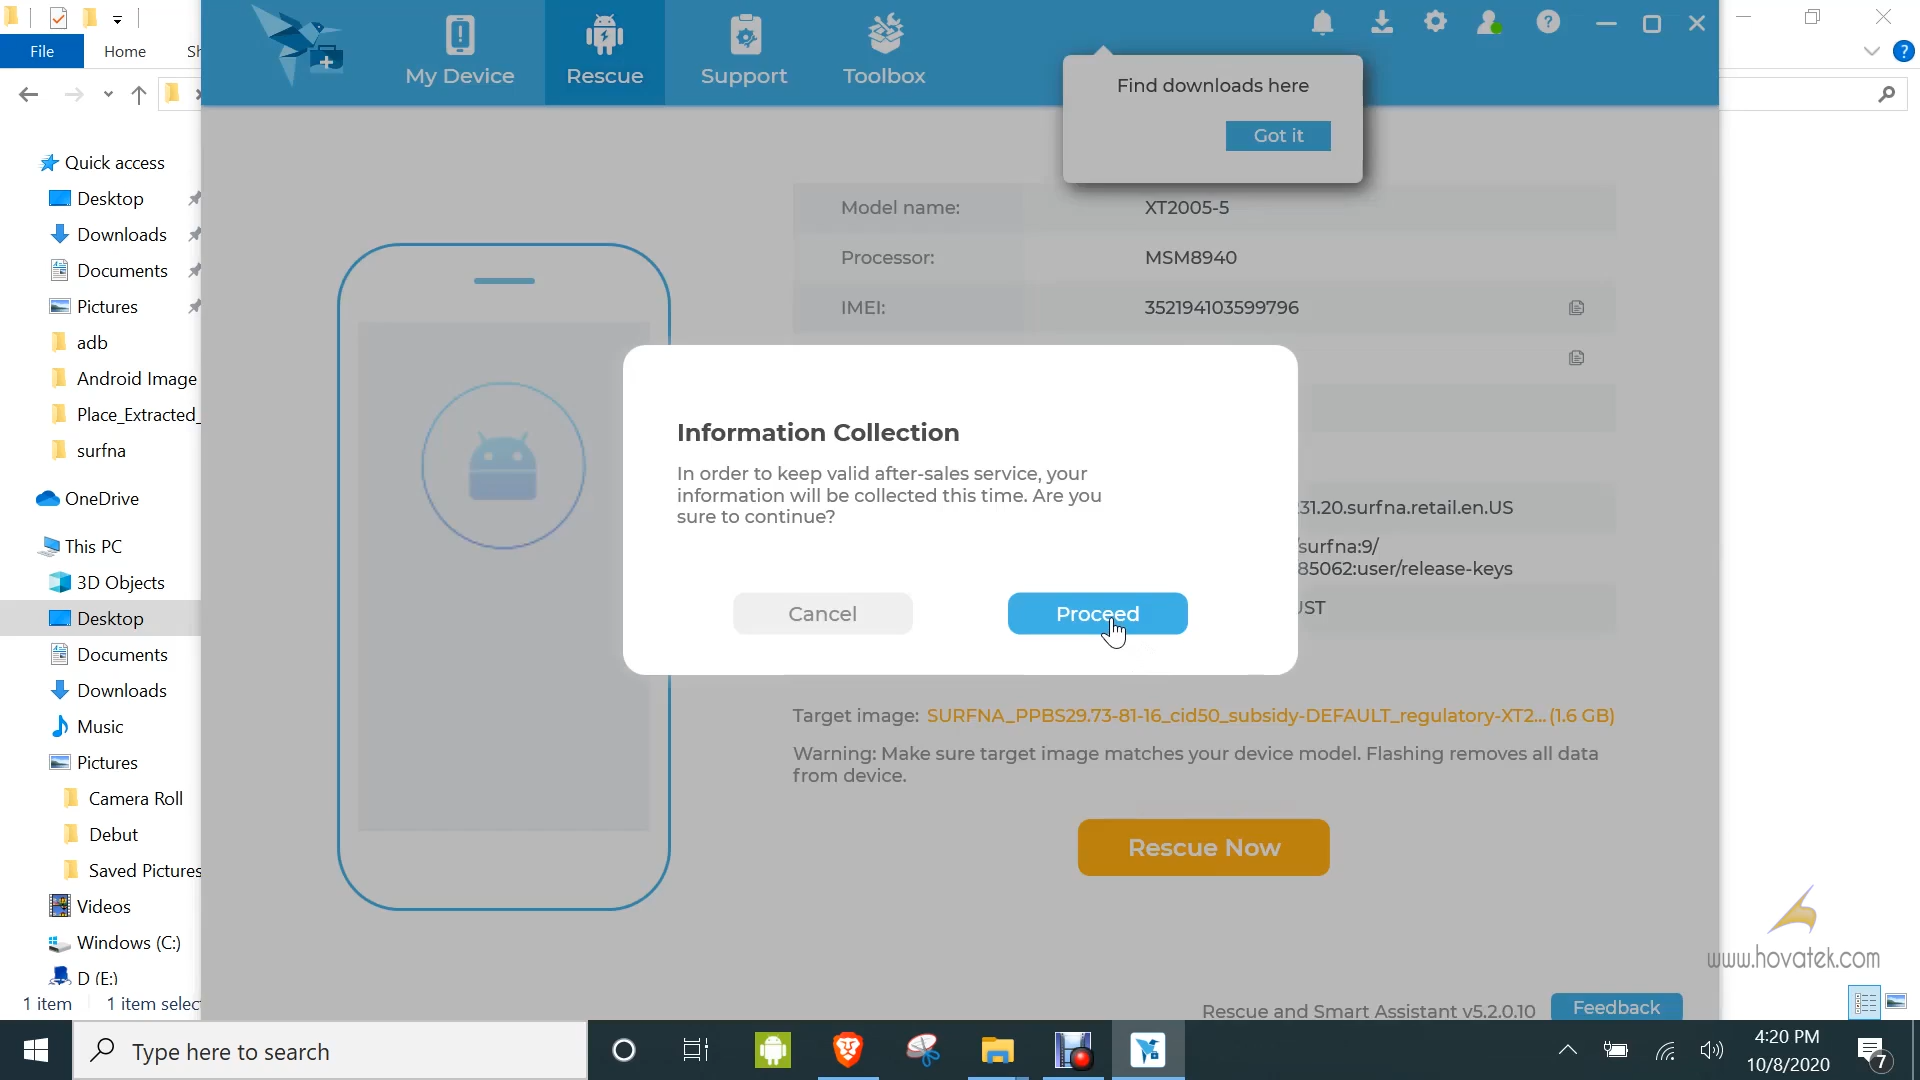 File
Home
Sh
My Device
Rescue
Support
Toolbox
Find downloads here
Got it
Quick access
Desktop
Downloads
Documents
Pictures
adb
Android Image
Place_Extracted_
surfna
OneDrive
This PC
3D Objects
Desktop
Documents
Downloads
Music
Pictures
Camera Roll
Debut
Saved Pictures
Videos
Windows (C:)
D (E:)
1 item 1 item selec
Model name: XT2005-5
Processor: MSM8940
IMEI: 352194103599796
Information Collection
In order to keep valid after-sales service, your
information will be collected this time. Are you
sure to continue?
Cancel
Proceed
31.20.surfna.retail.en.US
/surfna:9/
85062:user/release-keys
JST
Target image: SURFNA_PPBS29.73-81-16_cid50_subsidy-DEFAULT_regulatory-XT2... (1.6 GB)
Warning: Make sure target image matches your device model. Flashing removes all data
from device.
Rescue Now
www.hovatek.com
Rescue and Smart Assistant v5.2.0.10
Feedback
Type here to search
4:20 PM
10/8/2020
7